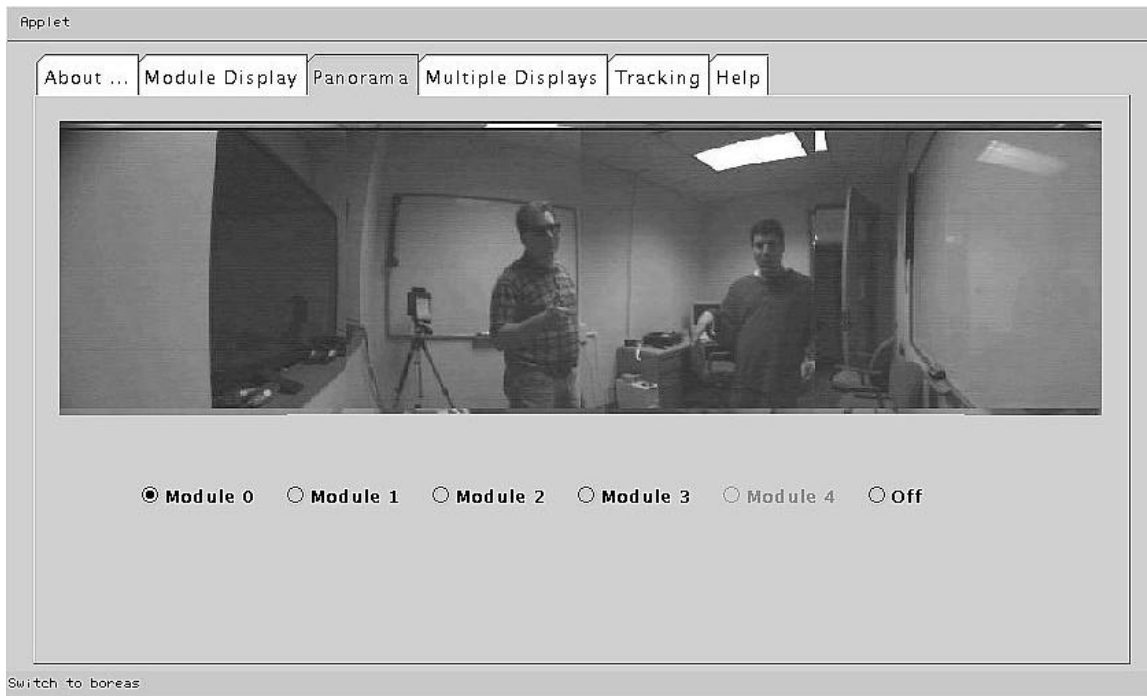 Applet
About ... Module Display Panorama Multiple Displays Tracking Help
Module 0 Module 1 Module 2 Module 3 Module 4 Off
Switch to boreas